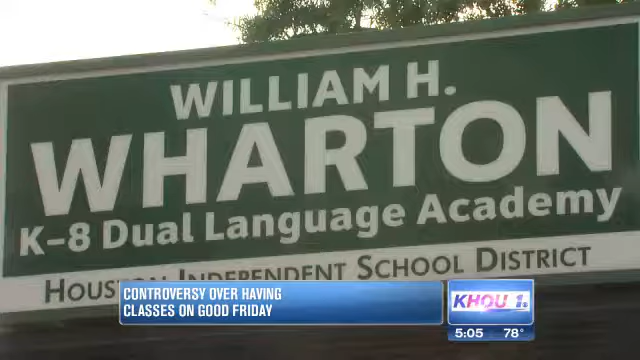 WILLIAM H.
WHARTON
K-8 Dual Language Academy
HOUSTON INDEPENDENT SCHOOL DISTRICT
CONTROVERSY OVER HAVING
CLASSES ON GOOD FRIDAY
KHOU 11
5:05 78°